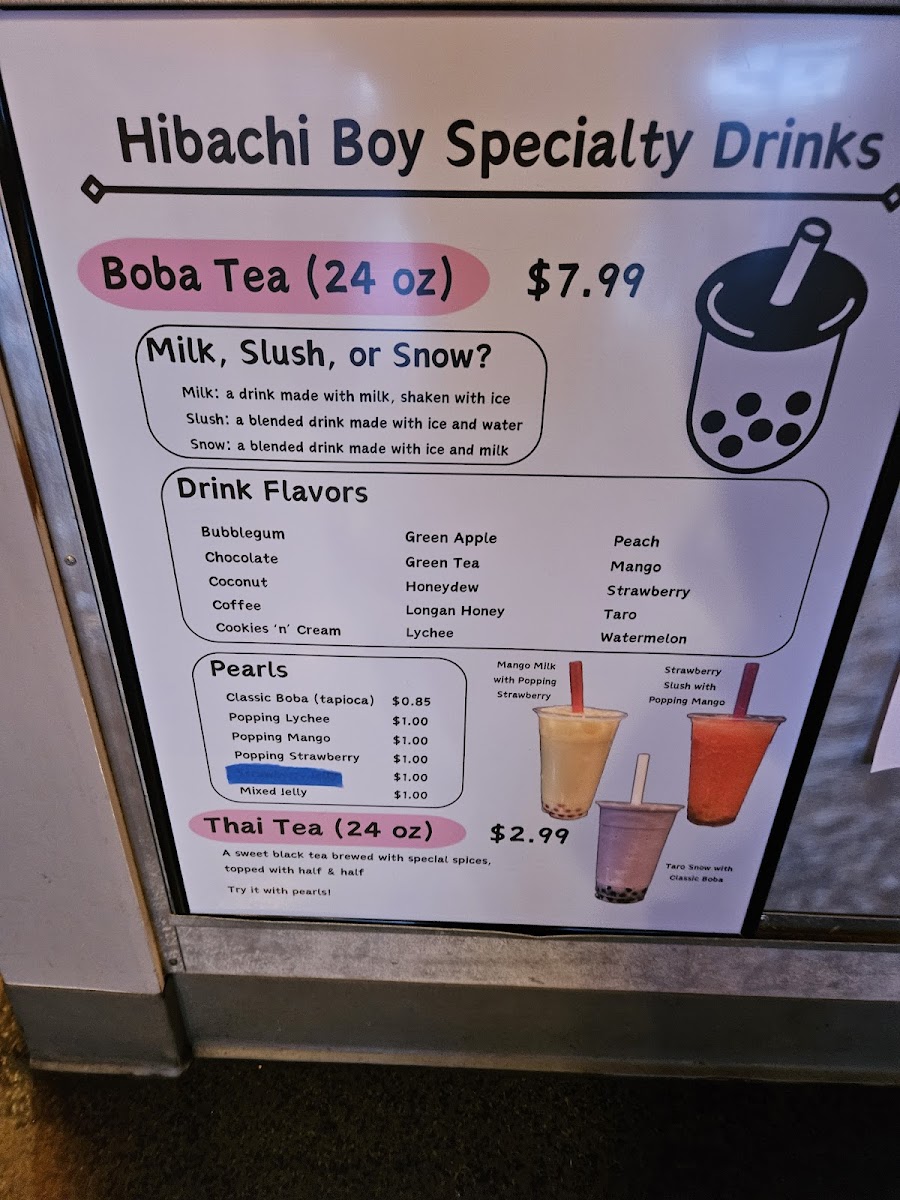 Hibachi Boy Specialty Drinks
Boba Tea (24 oz) $7.99
Milk, Slush, or Snow?
Milk: a drink made with milk, shaken with ice
Slush: a blended drink made with ice and water
Snow: a blended drink made with ice and milk
Drink Flavors
Bubblegum
Chocolate
Coconut
Coffee
Cookies 'n' Cream
Green Apple
Green Tea
Honeydew
Longan Honey
Lychee
Peach
Mango
Strawberry
Taro
Watermelon
Pearls
Classic Boba (tapioca) $0.85
Popping Lychee $1.00
Popping Mango $1.00
Popping Strawberry $1.00
$1.00
Mixed Jelly $1.00
Mango Milk
with Popping
Strawberry
Strawberry
Slush with
Popping Mango
Taro Snow with
Classic Boba
Thai Tea (24 oz) $2.99
A sweet black tea brewed with special spices,
topped with half & half
Try it with pearls!